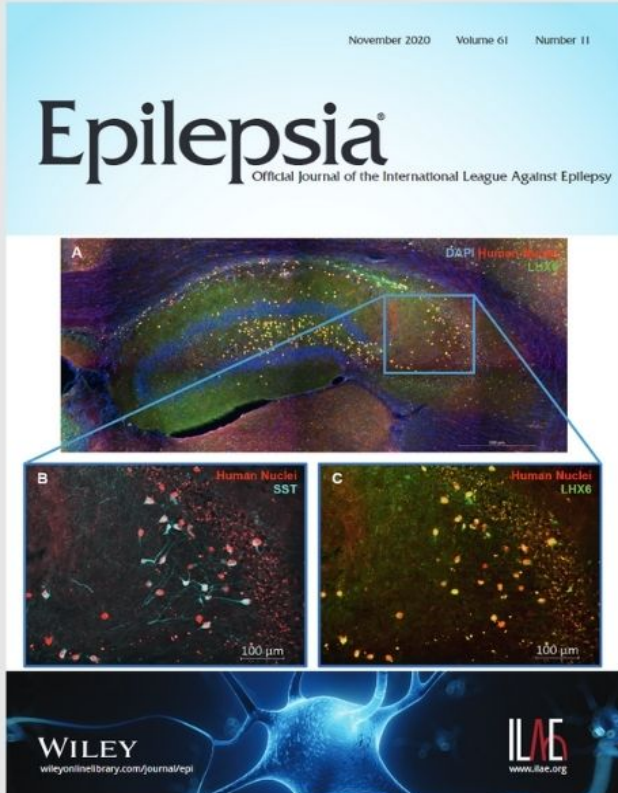 November 2020 Volume 61 Number 11
Epilepsia®
Official Journal of the International League Against Epilepsy
A
DAPI Human Nuclei
LHX6
B
Human Nuclei
SST
100 µm
C
Human Nuclei
LHX6
100 µm
WILEY
wileyonlinelibrary.com/journal/epi
ILAE
www.ilae.org